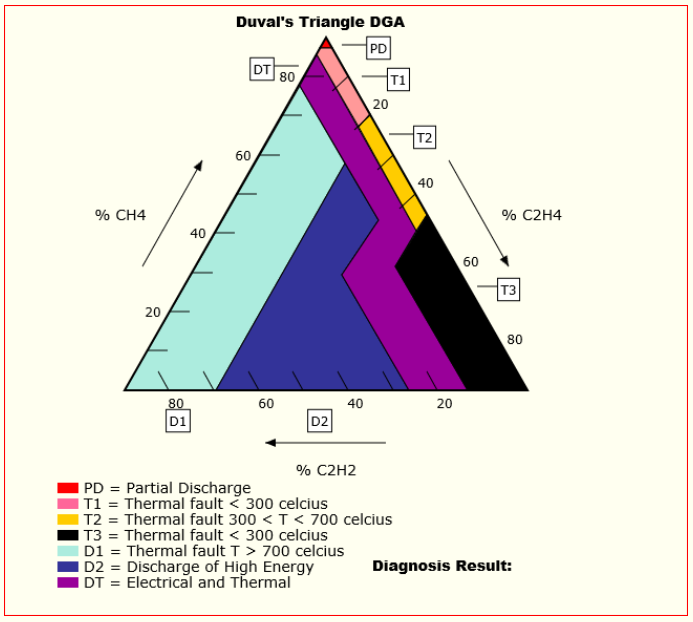 Duval's Triangle DGA
PD
DT
80
T1
20
T2
60
40
% CH4
% C2H4
40
60
T3
20
80
80
60
40
20
D1
D2
% C2H2
PD = Partial Discharge
T1 = Thermal fault < 300 celcius
T2 = Thermal fault 300 < T < 700 celcius
T3 = Thermal fault < 300 celcius
D1 = Thermal fault T > 700 celcius
D2 = Discharge of High Energy
Diagnosis Result:
DT = Electrical and Thermal